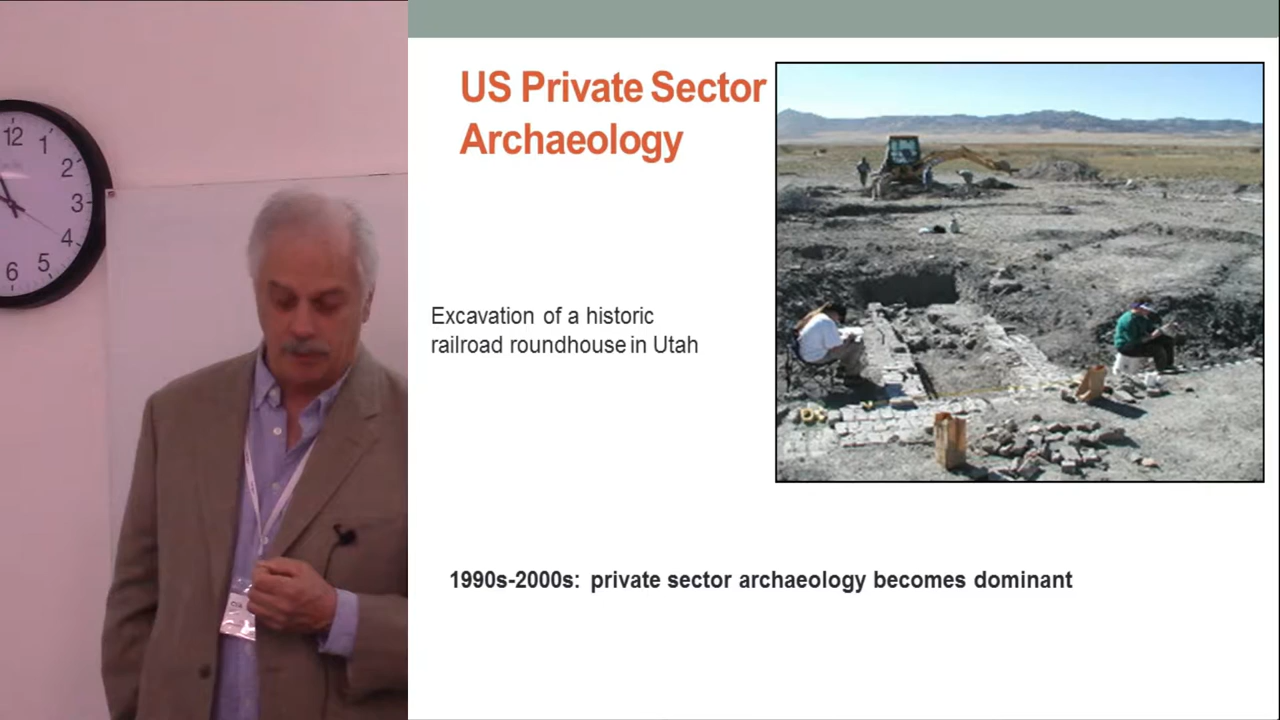 12
1
2
3
4
5
6
US Private Sector
Archaeology
Excavation of a historic
railroad roundhouse in Utah
1990s-2000s: private sector archaeology becomes dominant